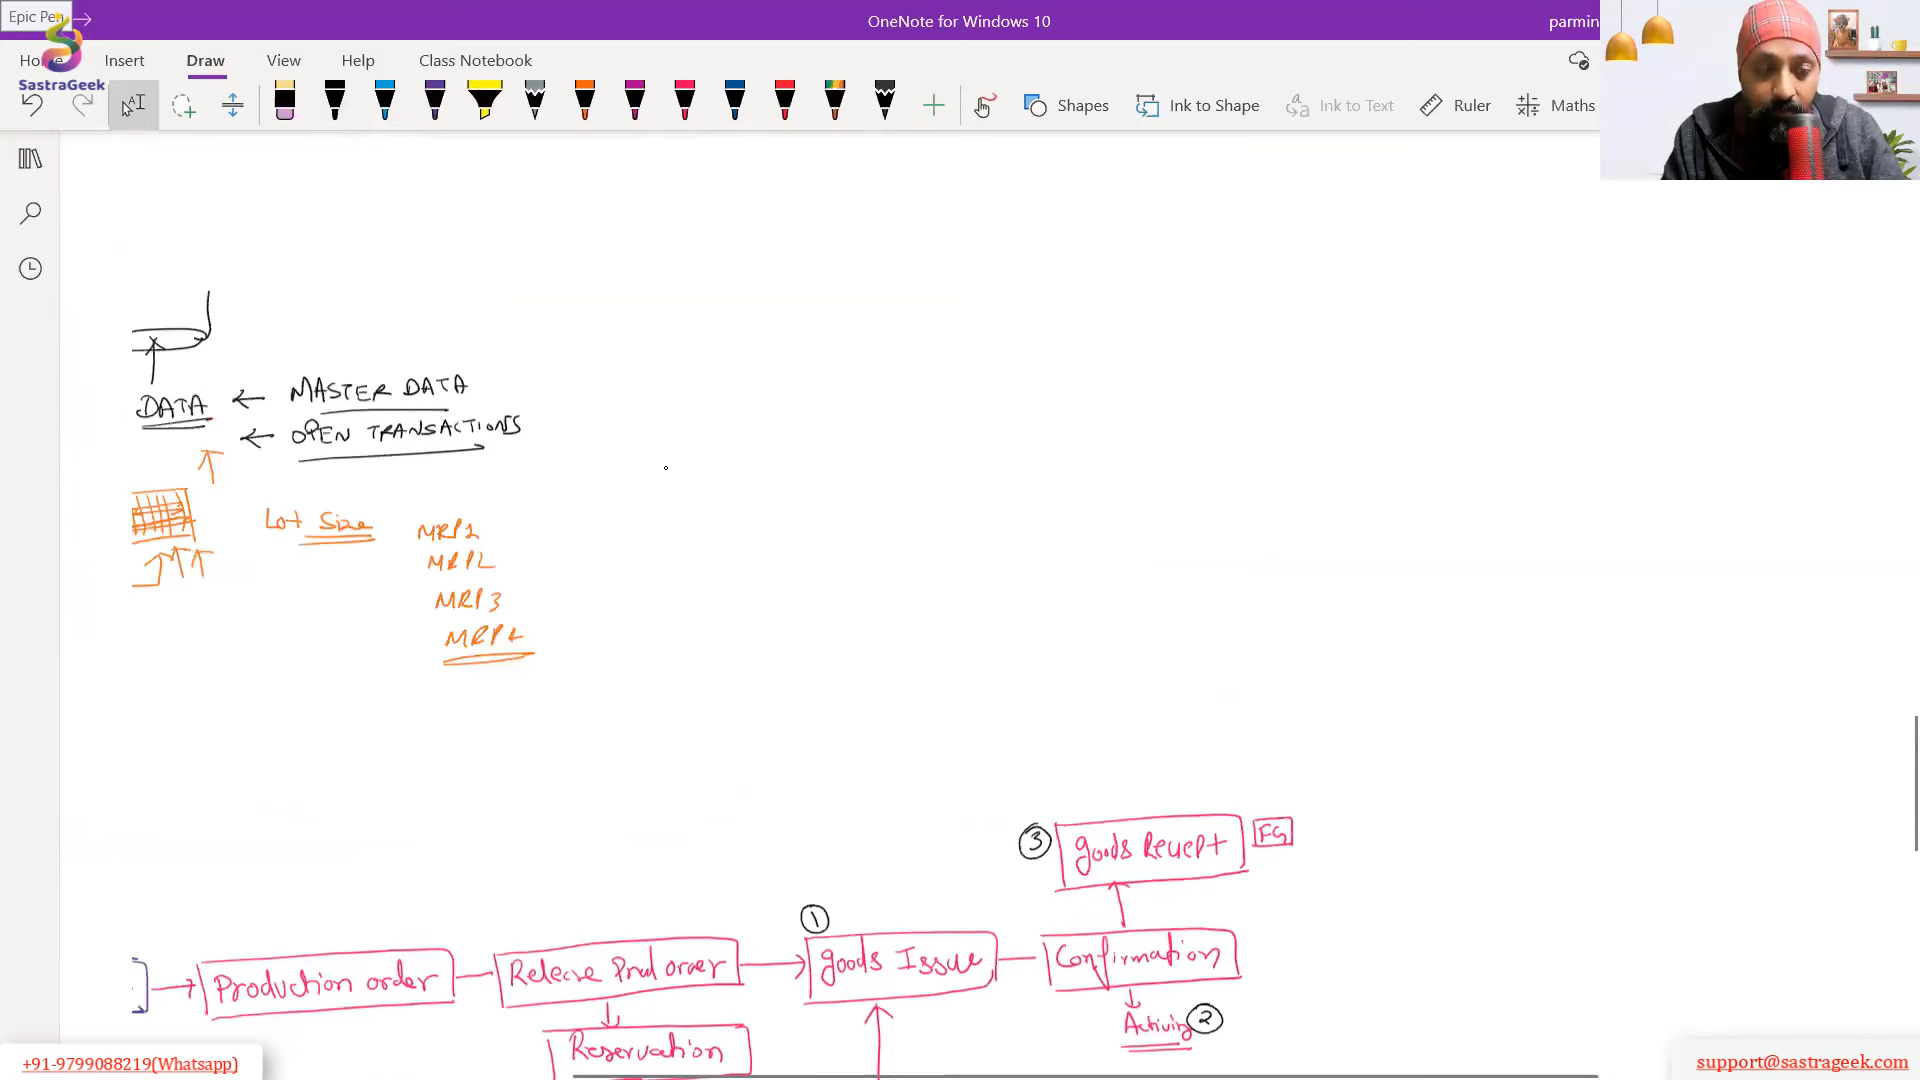 Epic Pen
OneNote for Windows 10
parmin
Insert
Draw
View
Help
Class Notebook
SastraGeek
Shapes
Ink to Shape
Ink to Text
Ruler
Maths
DATA
MASTER DATA
OPEN TRANSACTIONS
Lot Size
MRP1
MRP2
MRP3
MRP4
3
goods Receipt
FG
1
Production order
Release Prod order
goods Issue
Confirmation
Activity
2
Reservation
+91-9799088219(Whatsapp)
support@sastrageek.com